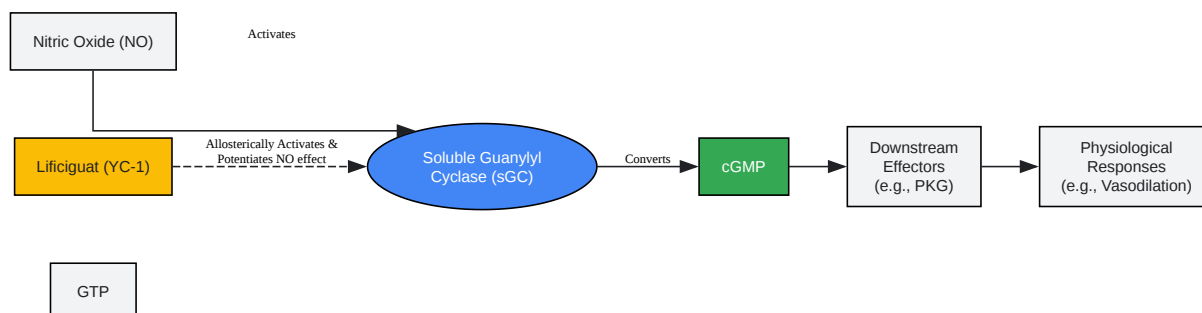 Nitric Oxide (NO)
Activates
Lificiguat (YC-1)
Allosterically Activates &
Potentiates NO effect
Soluble Guanylyl
Cyclase (sGC)
Converts
cGMP
Downstream
Effectors
(e.g., PKG)
Physiological
Responses
(e.g., Vasodilation)
GTP